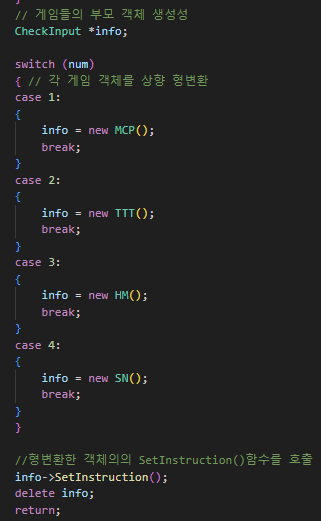 }
// 게임들의 부모 객체 생성성
CheckInput *info;
switch (num)
{ // 각 게임 객체를 상향 형변환
case 1:
{
info = new MCP();
break;
}
case 2:
{
info = new TTT();
break;
}
case 3:
{
info = new HM();
break;
}
case 4:
{
info = new SN();
break;
}
}
//형변환한 객체의의 SetInstruction()함수를 호출
info->SetInstruction();
delete info;
return;